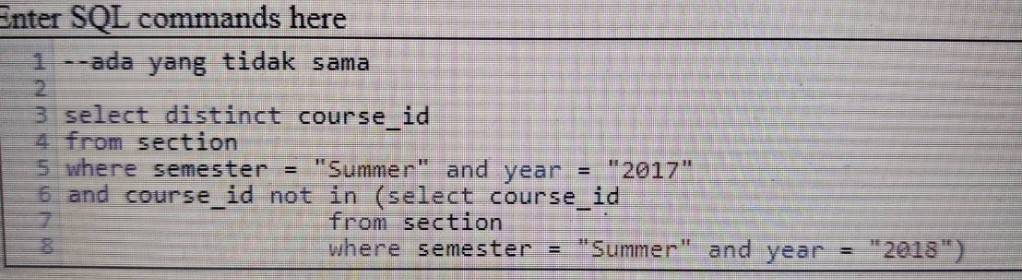 Enter SQL commands here
1 --ada yang tidak sama
2
3 select distinct course_id
4 from section
5 where semester = "Summer" and year = "2017"
6 and course_id not in (select course_id
7 from section
8 where semester = "Summer" and year = "2018")